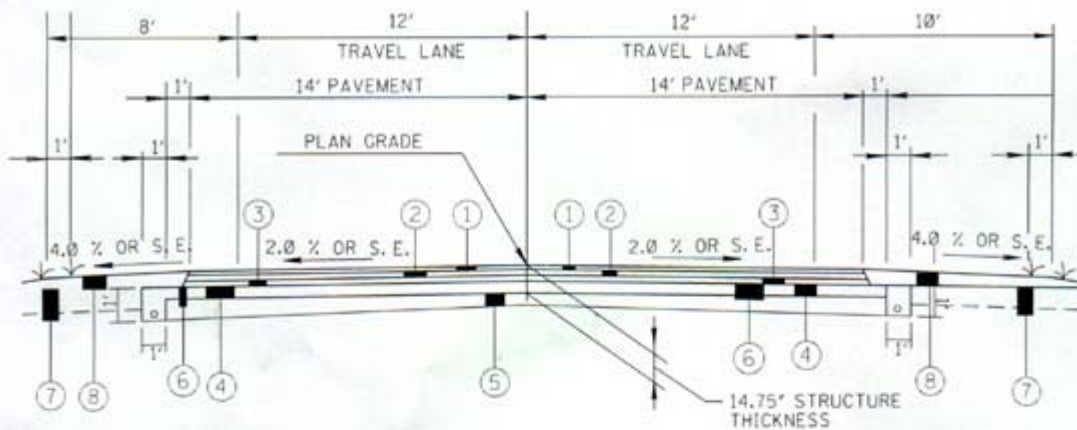 8' 12' 12' 10'
TRAVEL LANE TRAVEL LANE
1' 14' PAVEMENT 14' PAVEMENT 1'
PLAN GRADE
1' 1' 1' 1'
3 2 1 1 2 3
4.0 % OR S.E. 2.0 % OR S.E. 2.0 % OR S.E. 4.0 % OR S.E.
1' 1'
1' 1'
7 8 6 4 5 6 4 8 7
14.75" STRUCTURE
THICKNESS